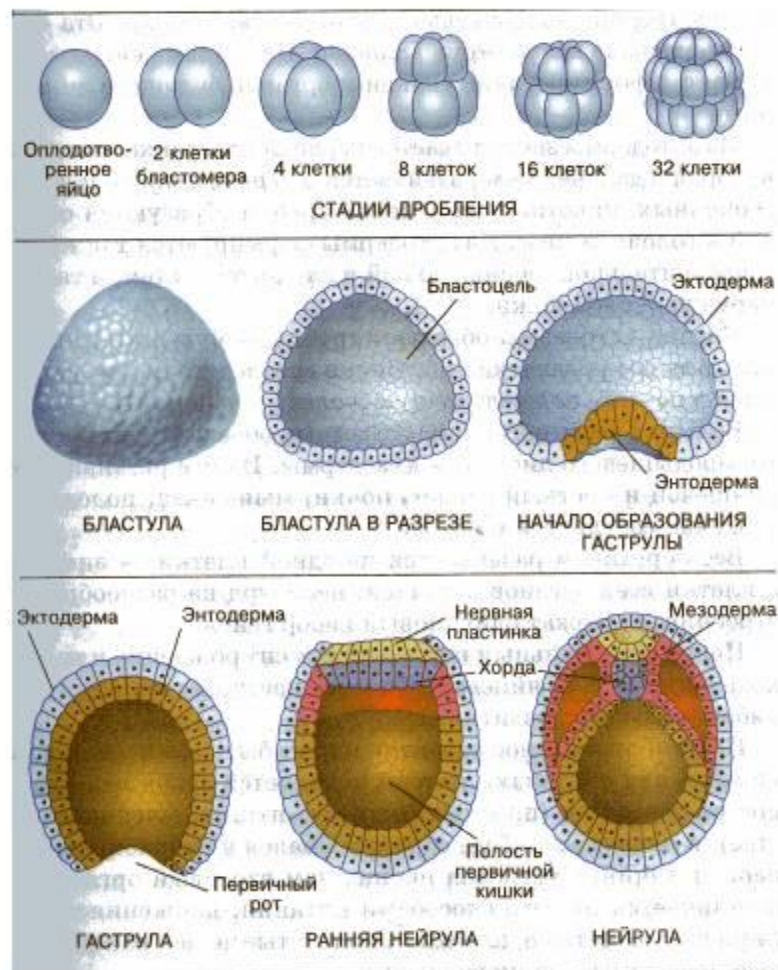 Оплодотво-
ренное
яйцо
2 клетки
бластомера
4 клетки
8 клеток
16 клеток
32 клетки
СТАДИИ ДРОБЛЕНИЯ
Бластоцель
Эктодерма
Энтодерма
БЛАСТУЛА
БЛАСТУЛА В РАЗРЕЗЕ
НАЧАЛО ОБРАЗОВАНИЯ
ГАСТРУЛЫ
Эктодерма
Энтодерма
Нервная
пластинка
Хорда
Мезодерма
Первичный
рот
Полость
первичной
кишки
ГАСТРУЛА
РАННЯЯ НЕЙРУЛА
НЕЙРУЛА